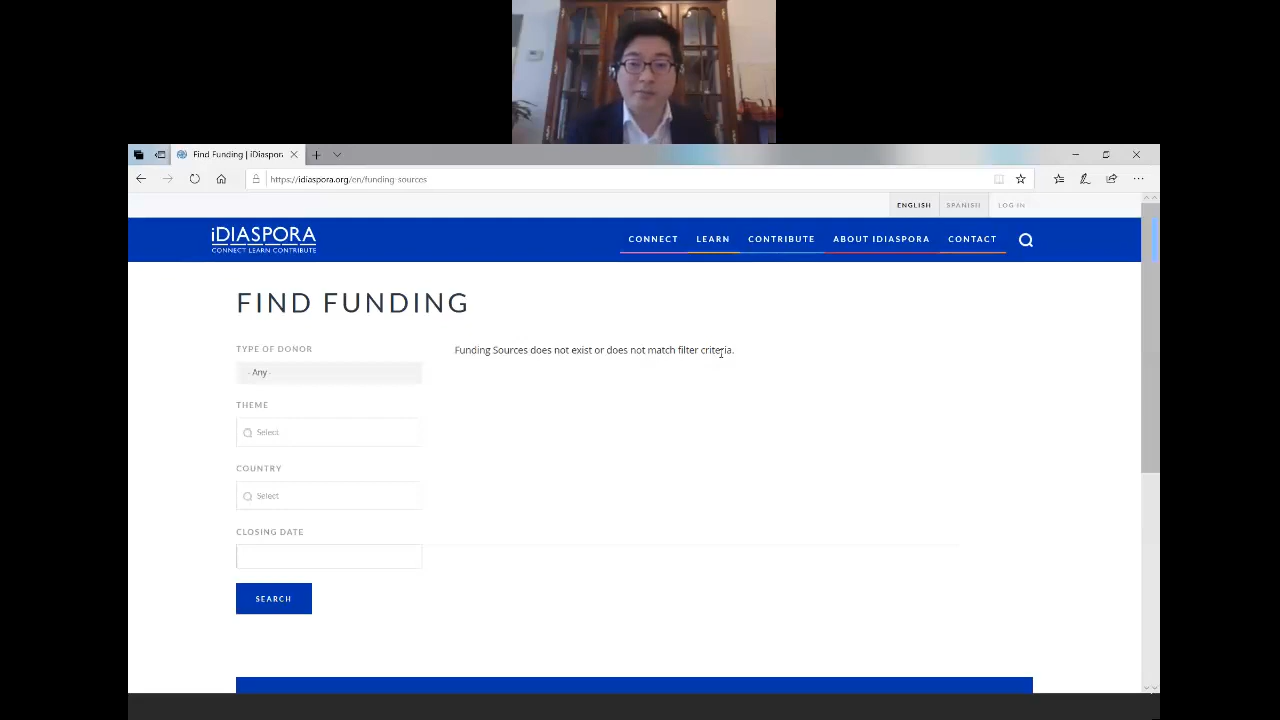 Find Funding | iDiaspor
https://idiaspora.org/en/funding-sources
ENGLISH SPANISH LOG IN
iDIASPORA
CONNECT LEARN CONTRIBUTE
CONNECT LEARN CONTRIBUTE ABOUT IDIASPORA CONTACT
FIND FUNDING
TYPE OF DONOR
- Any -
Funding Sources does not exist or does not match filter criteria.
THEME
Select
COUNTRY
Select
CLOSING DATE
SEARCH